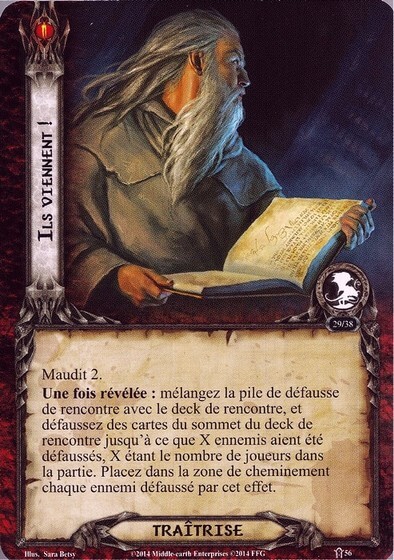 ILS VIENNENT !
29/38
Maudit 2.
Une fois révélée : mélangez la pile de défausse
de rencontre avec le deck de rencontre, et
défaussez des cartes du sommet du deck de
rencontre jusqu'à ce que X ennemis aient été
défaussés, X étant le nombre de joueurs dans
la partie. Placez dans la zone de cheminement
chaque ennemi défaussé par cet effet.
TRAÎTRISE
Illus. Sara Betsy
©2014 Middle-earth Enterprises ©2014 FFG
56